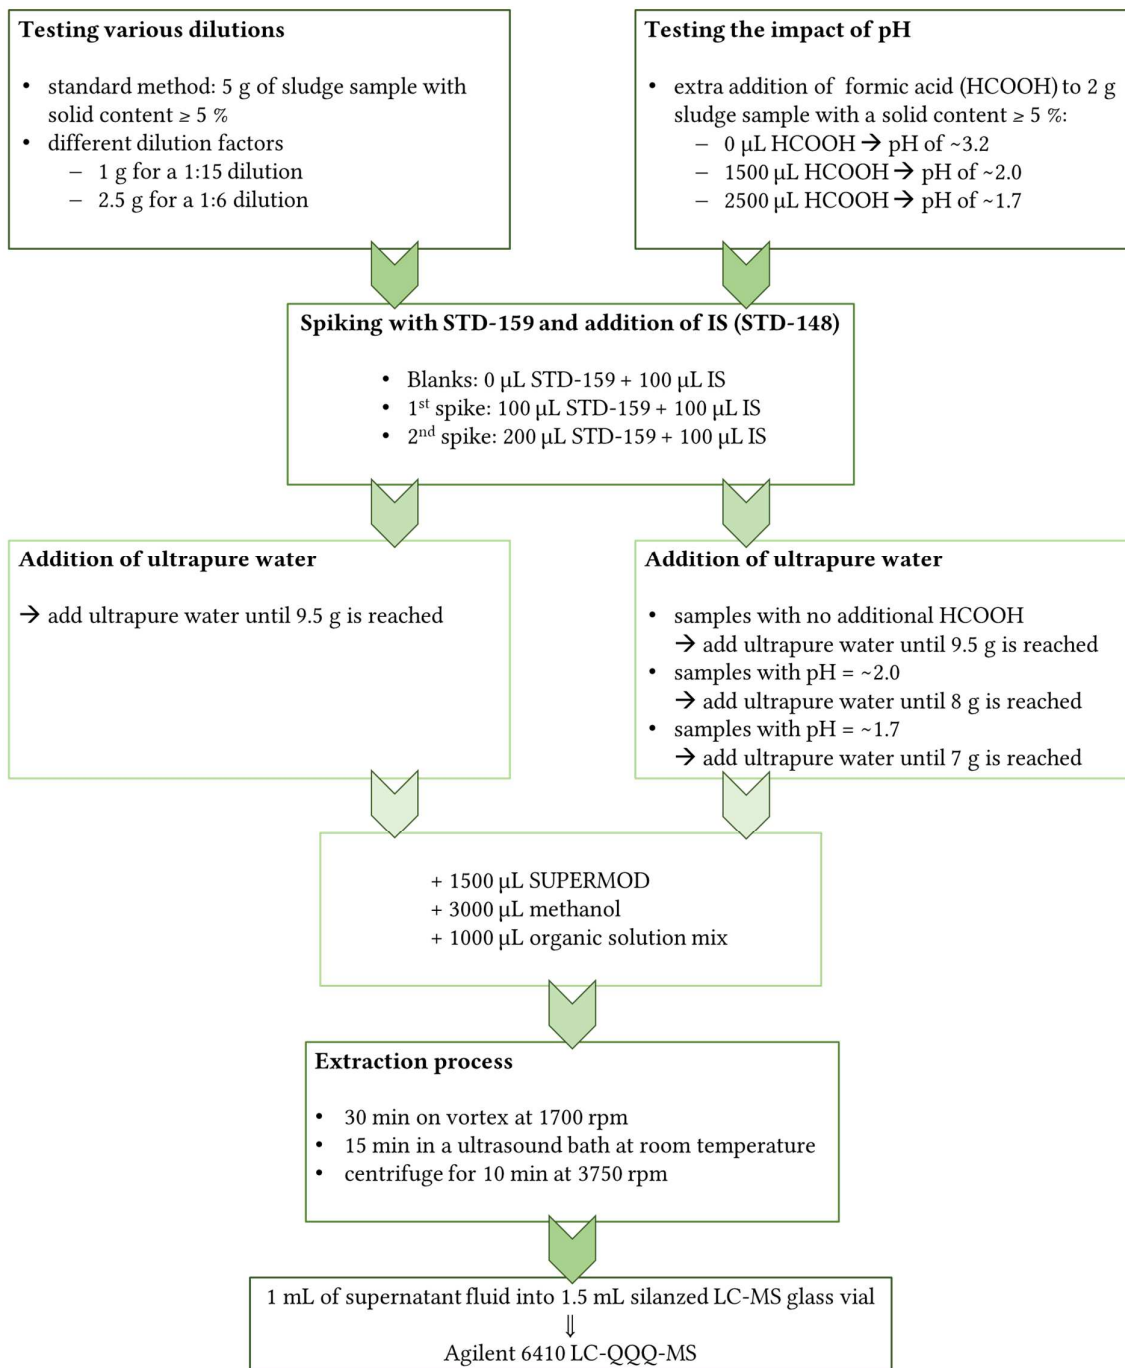 Testing various dilutions
• standard method: 5 g of sludge sample with
solid content ≥ 5 %
• different dilution factors
– 1 g for a 1:15 dilution
– 2.5 g for a 1:6 dilution
Testing the impact of pH
• extra addition of formic acid (HCOOH) to 2 g
sludge sample with a solid content ≥ 5 %:
– 0 µL HCOOH → pH of ~3.2
– 1500 µL HCOOH → pH of ~2.0
– 2500 µL HCOOH → pH of ~1.7
Spiking with STD-159 and addition of IS (STD-148)
• Blanks: 0 µL STD-159 + 100 µL IS
• 1st spike: 100 µL STD-159 + 100 µL IS
• 2nd spike: 200 µL STD-159 + 100 µL IS
Addition of ultrapure water
→ add ultrapure water until 9.5 g is reached
Addition of ultrapure water
• samples with no additional HCOOH
→ add ultrapure water until 9.5 g is reached
• samples with pH = ~2.0
→ add ultrapure water until 8 g is reached
• samples with pH = ~1.7
→ add ultrapure water until 7 g is reached
+ 1500 µL SUPERMOD
+ 3000 µL methanol
+ 1000 µL organic solution mix
Extraction process
• 30 min on vortex at 1700 rpm
• 15 min in a ultrasound bath at room temperature
• centrifuge for 10 min at 3750 rpm
1 mL of supernatant fluid into 1.5 mL silanzed LC-MS glass vial
⇓
Agilent 6410 LC-QQQ-MS